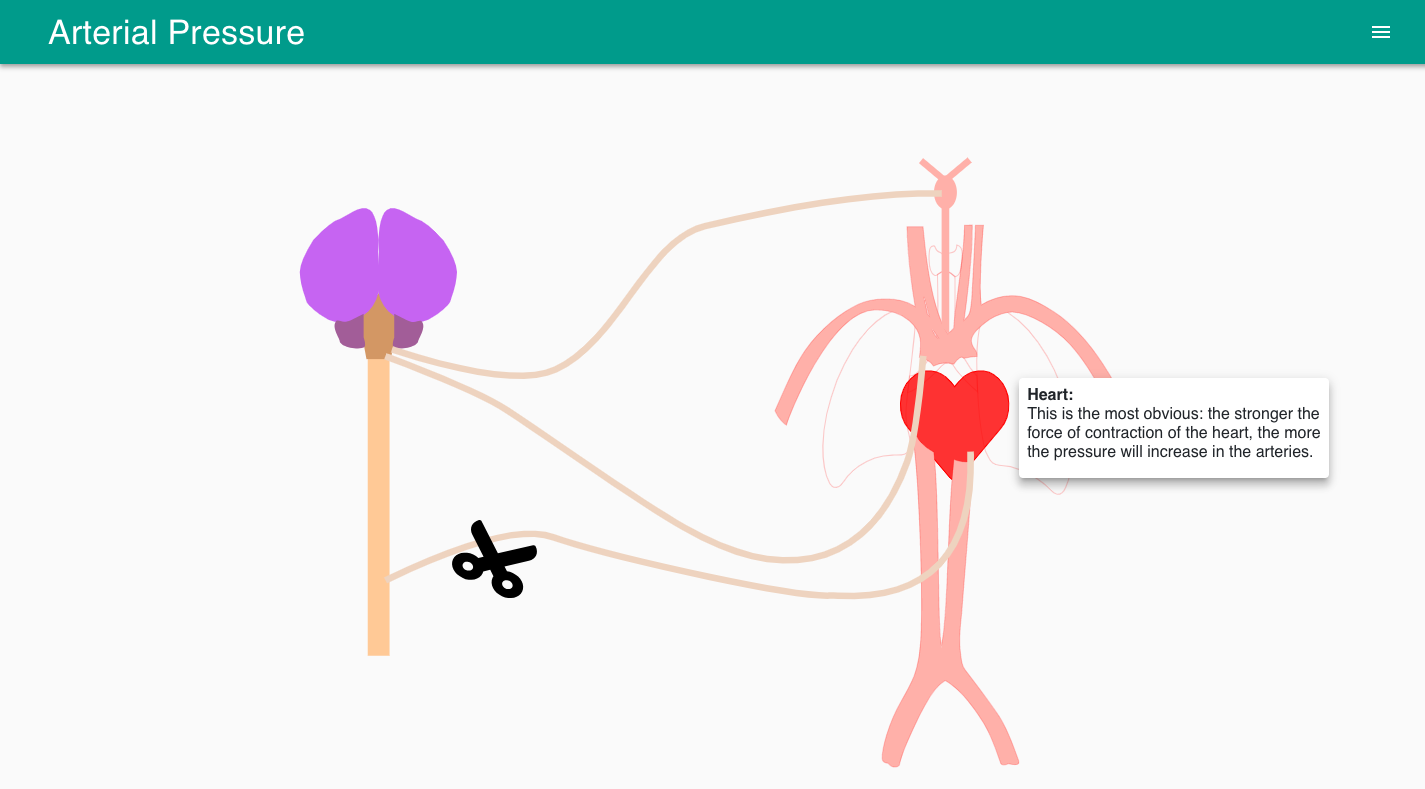 Arterial Pressure
Heart:
This is the most obvious: the stronger the
force of contraction of the heart, the more
the pressure will increase in the arteries.